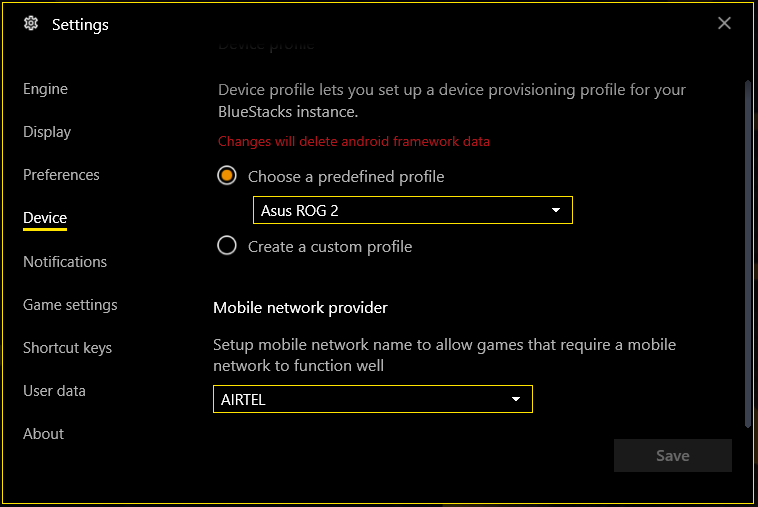 Settings
Device profile
Engine
Display
Preferences
Device
Notifications
Game settings
Shortcut keys
User data
About
Device profile lets you set up a device provisioning profile for your
BlueStacks instance.
Changes will delete android framework data
Choose a predefined profile
Asus ROG 2
Create a custom profile
Mobile network provider
Setup mobile network name to allow games that require a mobile
network to function well
AIRTEL
Save